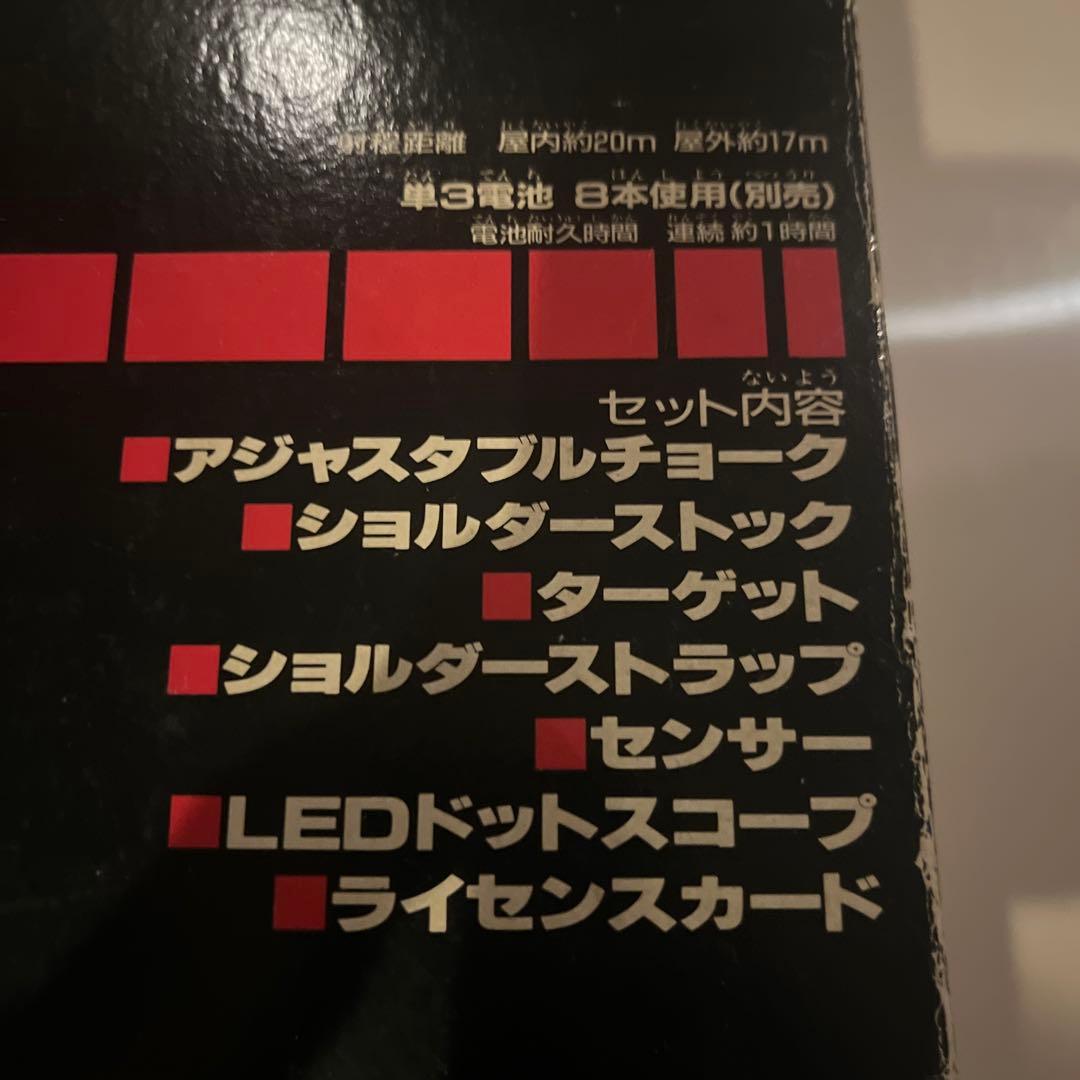 射程距離 屋内約20m 屋外約17m
単3電池 8本使用(別売)
電池耐久時間 連続 約1時間
ないよう
セット内容
■アジャスタブルチョーク
■ショルダーストック
■ターゲット
■ショルダーストラップ
■センサー
■LEDドットスコープ
■ライセンスカード